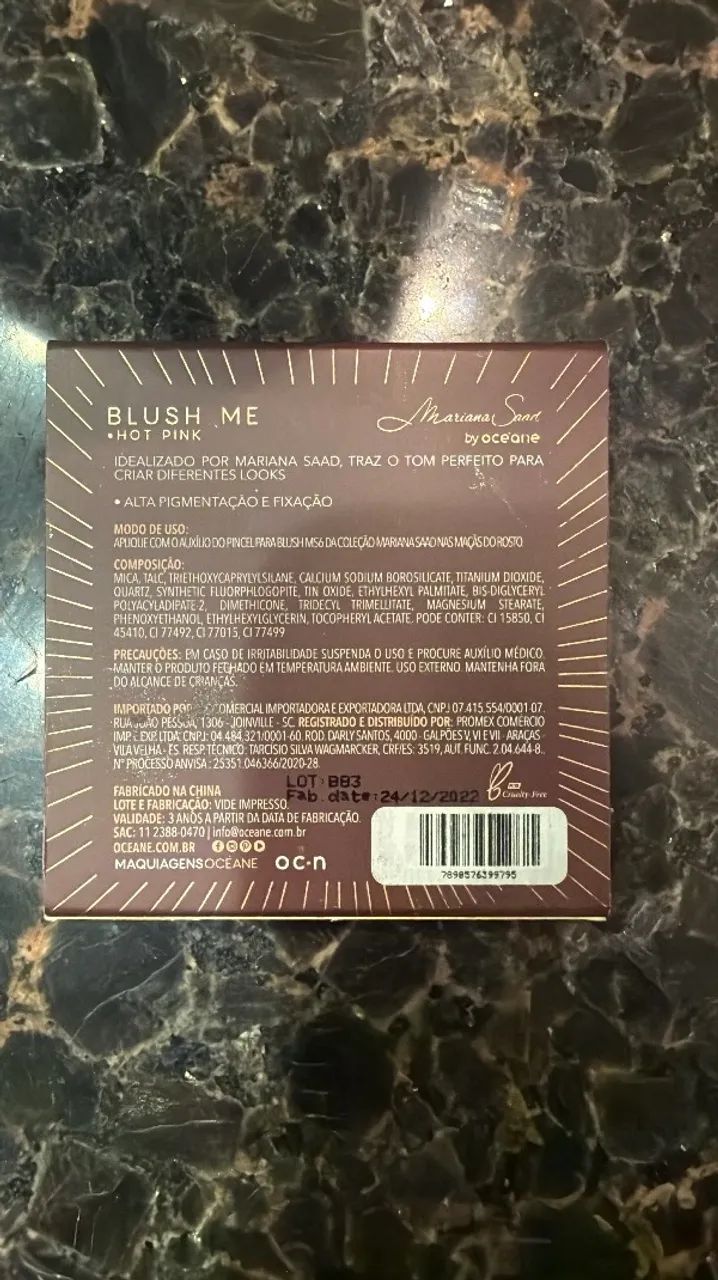 BLUSH ME
•HOT PINK
Mariana Saad
by oceane
IDEALIZADO POR MARIANA SAAD, TRAZ O TOM PERFEITO PARA
CRIAR DIFERENTES LOOKS
• ALTA PIGMENTAÇÃO E FIXAÇÃO
MODO DE USO:
APLIQUE COM O AUXÍLIO DO PINCEL PARA BLUSH MS6 DA COLEÇÃO MARIANA SAAD NAS MAÇÃS DO ROSTO.
COMPOSIÇÃO:
MICA, TALC, TRIETHOXYCAPRYLYLSILANE, CALCIUM SODIUM BOROSILICATE, TITANIUM DIOXIDE,
QUARTZ, SYNTHETIC FLUORPHLOGOPITE, TIN OXIDE, ETHYLHEXYL PALMITATE, BIS-DIGLYCERYL
POLYACYLADIPATE-2, DIMETHICONE, TRIDECYL TRIMELLITATE, MAGNESIUM STEARATE,
PHENOXYETHANOL, ETHYLHEXYLGLYCERIN, TOCOPHERYL ACETATE. PODE CONTER: CI 15850, CI
45410, CI 77492, CI 77015, CI 77499
PRECAUÇÕES: EM CASO DE IRRITABILIDADE SUSPENDA O USO E PROCURE AUXÍLIO MÉDICO.
MANTER O PRODUTO FECHADO EM TEMPERATURA AMBIENTE. USO EXTERNO. MANTENHA FORA
DO ALCANCE DE CRIANÇAS.
IMPORTADO POR: COMERCIAL IMPORTADORA E EXPORTADORA LTDA, CNPJ 07.415.554/0001-07.
RUA JOÃO PESSOA, 1306 - JOINVILLE - SC. REGISTRADO E DISTRIBUÍDO POR: PROMEX COMÉRCIO
IMP. E EXP. LTDA. CNPJ: 04.484.321/0001-60. ROD. DARLY SANTOS, 4000 - GALPÕES V, VI E VII - ARAÇAS -
VILA VELHA - ES. RESP. TÉCNICO: TARCÍSIO SILVA WAGMARCKER, CRF/ES: 3519, AUT. FUNC. 2.04.644-8.
Nº PROCESSO ANVISA: 25351.046366/2020-28.
LOT:BB3
Fab.date:24/12/2022
Cruelty-Free
FABRICADO NA CHINA
LOTE E FABRICAÇÃO: VIDE IMPRESSO.
VALIDADE: 3 ANOS A PARTIR DA DATA DE FABRICAÇÃO.
SAC: 11 2388-0470 | info@oceane.com.br
OCEANE.COM.BR
MAQUIAGENSOCEANE oc·n
7898576399795